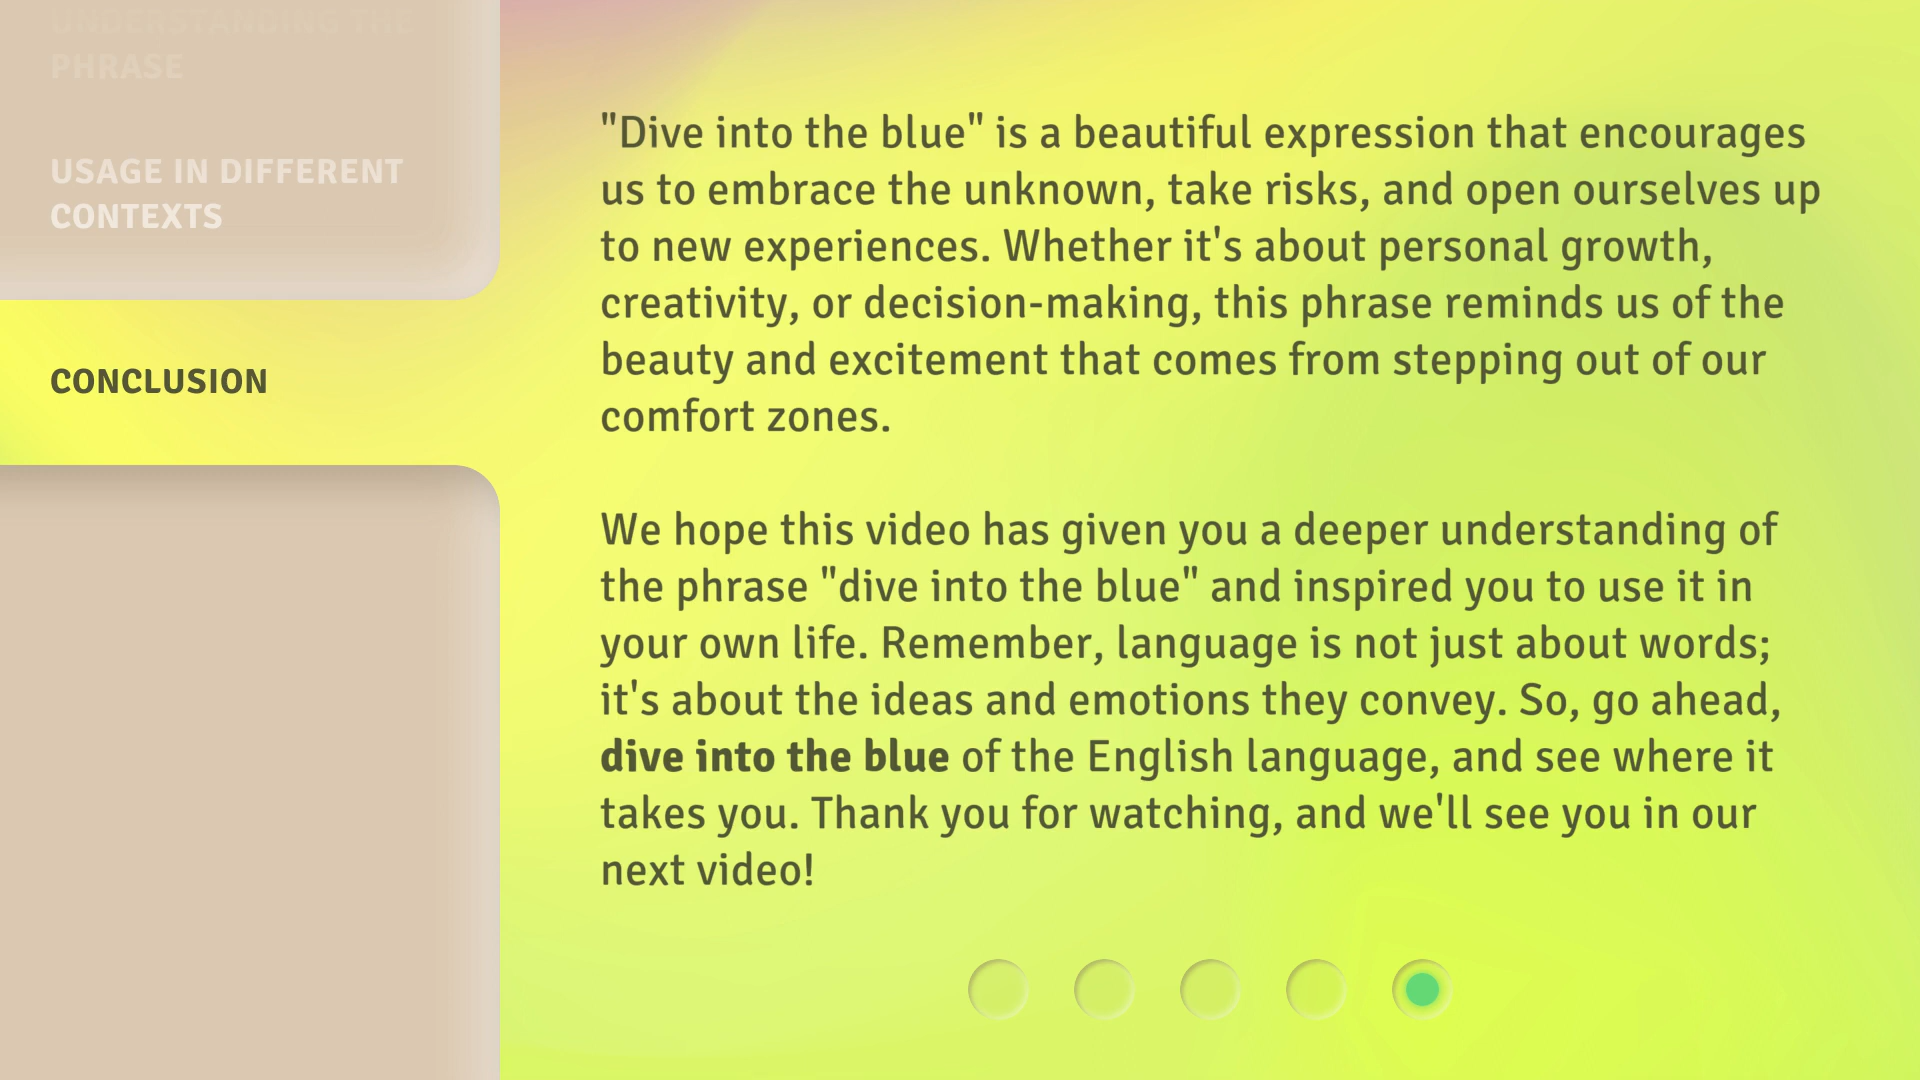 UNDERSTANDING THE
PHRASE
USAGE IN DIFFERENT
CONTEXTS
CONCLUSION
"Dive into the blue" is a beautiful expression that encourages
us to embrace the unknown, take risks, and open ourselves up
to new experiences. Whether it's about personal growth,
creativity, or decision-making, this phrase reminds us of the
beauty and excitement that comes from stepping out of our
comfort zones.
We hope this video has given you a deeper understanding of
the phrase "dive into the blue" and inspired you to use it in
your own life. Remember, language is not just about words;
it's about the ideas and emotions they convey. So, go ahead,
dive into the blue of the English language, and see where it
takes you. Thank you for watching, and we'll see you in our
next video!